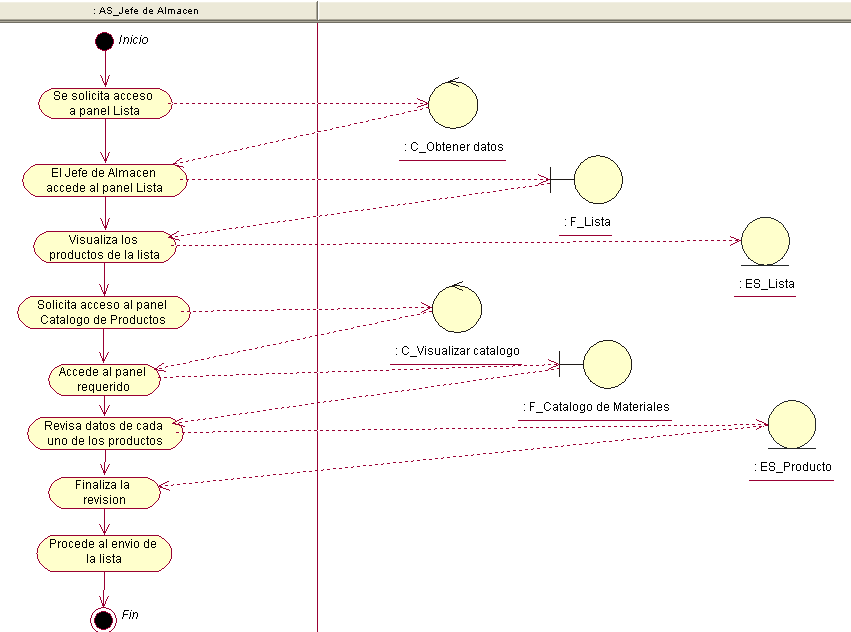 : AS_Jefe de Almacen
Inicio
Se solicita acceso
a panel Lista
: C_Obtener datos
El Jefe de Almacen
accede al panel Lista
: F_Lista
Visualiza los
productos de la lista
: ES_Lista
Solicita acceso al panel
Catalogo de Productos
: C_Visualizar catalogo
Accede al panel
requerido
: F_Catalogo de Materiales
Revisa datos de cada
uno de los productos
: ES_Producto
Finaliza la
revision
Procede al envio de
la lista
Fin